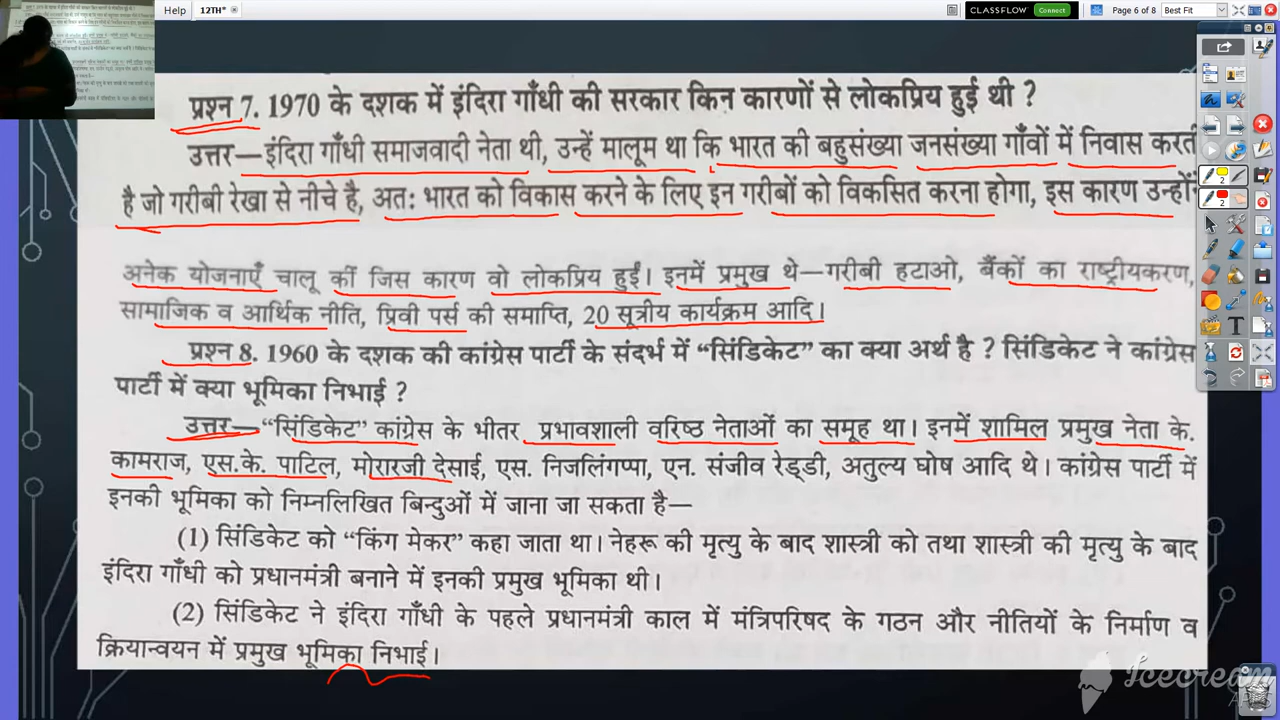 Help
12TH*
CLASSFLOW
Connect
Page 6 of 8
Best Fit
प्रश्न 7. 1970 के दशक में इंदिरा गाँधी की सरकार किन कारणों से लोकप्रिय हुई थी ?
उत्तर—इंदिरा गाँधी समाजवादी नेता थी, उन्हें मालूम था कि भारत की बहुसंख्या जनसंख्या गाँवों में निवास करती
है जो गरीबी रेखा से नीचे है, अतः भारत को विकास करने के लिए इन गरीबों को विकसित करना होगा, इस कारण उन्होंने
अनेक योजनाएँ चालू कीं जिस कारण वो लोकप्रिय हुईं। इनमें प्रमुख थे—गरीबी हटाओ, बैंकों का राष्ट्रीयकरण,
सामाजिक व आर्थिक नीति, प्रिवी पर्स की समाप्ति, 20 सूत्रीय कार्यक्रम आदि।
प्रश्न 8. 1960 के दशक की कांग्रेस पार्टी के संदर्भ में “सिंडिकेट” का क्या अर्थ है ? सिंडिकेट ने कांग्रेस
पार्टी में क्या भूमिका निभाई ?
उत्तर—“सिंडिकेट” कांग्रेस के भीतर प्रभावशाली वरिष्ठ नेताओं का समूह था। इनमें शामिल प्रमुख नेता के.
कामराज, एस.के. पाटिल, मोरारजी देसाई, एस. निजलिंगप्पा, एन. संजीव रेड्डी, अतुल्य घोष आदि थे। कांग्रेस पार्टी में
इनकी भूमिका को निम्नलिखित बिन्दुओं में जाना जा सकता है—
(1) सिंडिकेट को “किंग मेकर” कहा जाता था। नेहरू की मृत्यु के बाद शास्त्री को तथा शास्त्री की मृत्यु के बाद
इंदिरा गाँधी को प्रधानमंत्री बनाने में इनकी प्रमुख भूमिका थी।
(2) सिंडिकेट ने इंदिरा गाँधी के पहले प्रधानमंत्री काल में मंत्रिपरिषद के गठन और नीतियों के निर्माण व
क्रियान्वयन में प्रमुख भूमिका निभाई।
Icecream
APPS